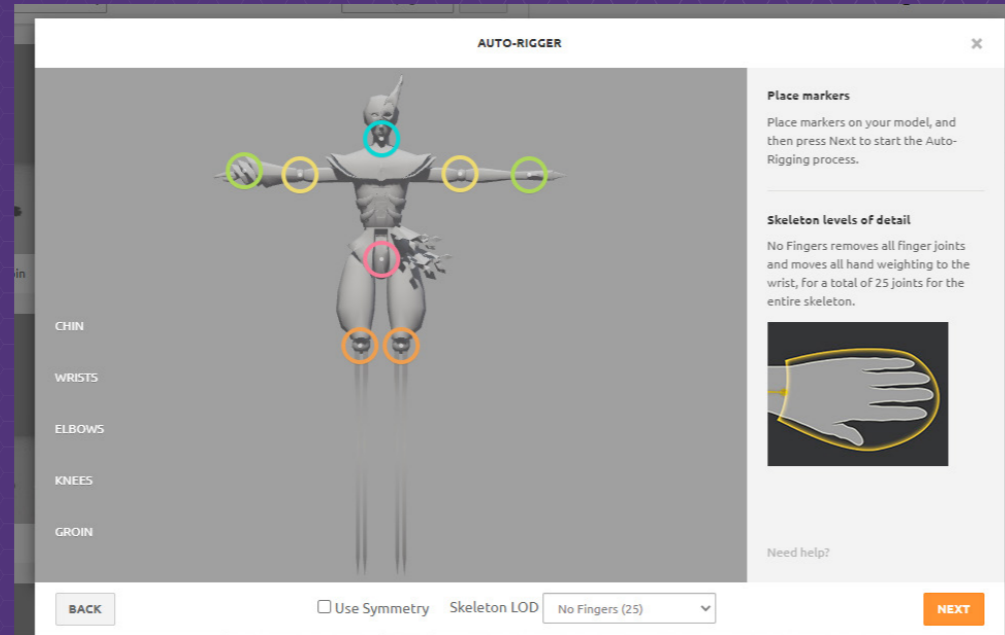 AUTO-RIGGER
Place markers
Place markers on your model, and
then press Next to start the Auto-
Rigging process.
Skeleton levels of detail
No Fingers removes all finger joints
and moves all hand weighting to the
wrist, for a total of 25 joints for the
entire skeleton.
CHIN
WRISTS
ELBOWS
KNEES
GROIN
Need help?
BACK
Use Symmetry
Skeleton LOD
No Fingers (25)
NEXT